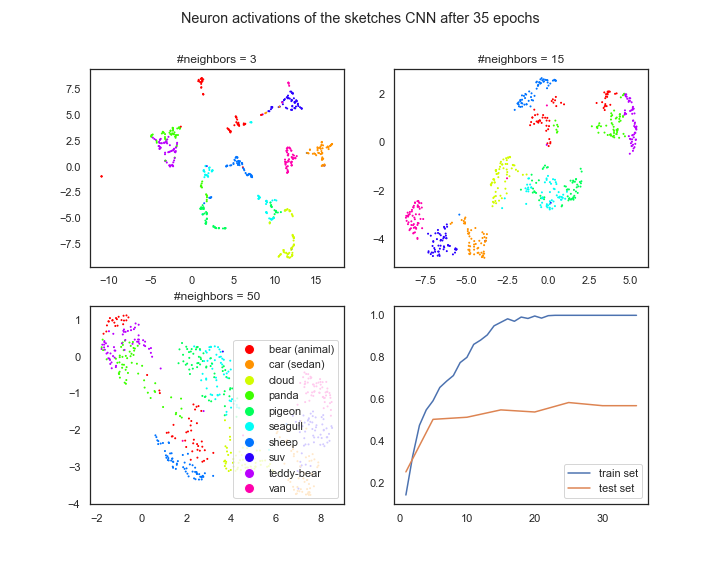 Neuron activations of the sketches CNN after 35 epochs
#neighbors = 3
7.5
5.0
2.5
0.0
−2.5
−5.0
−7.5
−10
−5
0
5
10
15
#neighbors = 15
2
0
−2
−4
−7.5
−5.0
−2.5
0.0
2.5
5.0
#neighbors = 50
1
0
−1
−2
−3
−4
−2
0
2
4
6
8
bear (animal)
car (sedan)
cloud
panda
pigeon
seagull
sheep
suv
teddy-bear
van
1.0
0.8
0.6
0.4
0.2
0
10
20
30
train set
test set